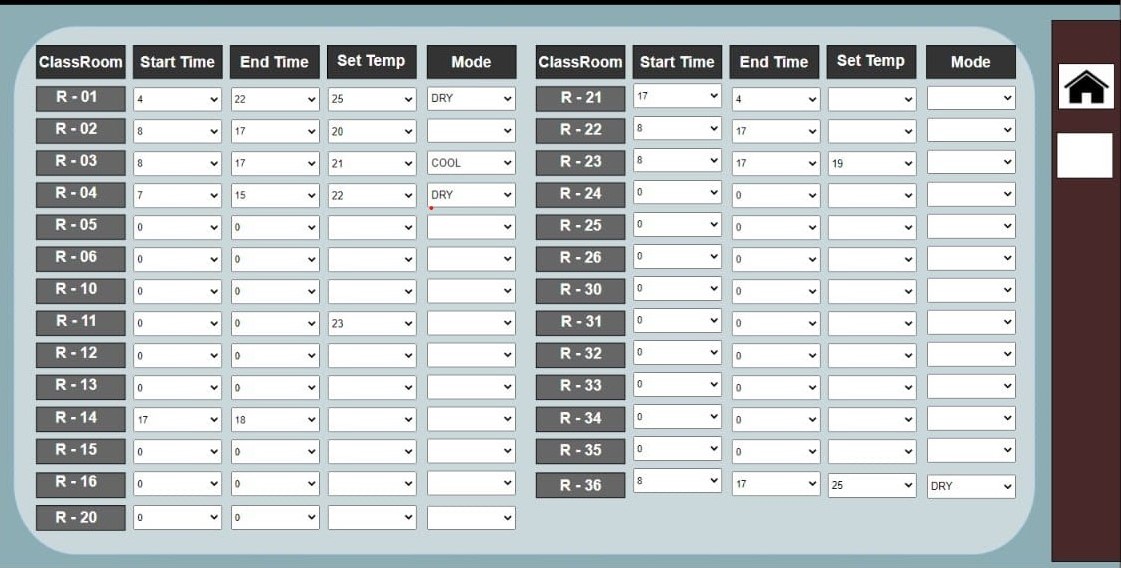 ClassRoom Start Time End Time Set Temp Mode ClassRoom Start Time End Time Set Temp Mode
R - 01 4 22 25 DRY R - 21 17 4
R - 02 8 17 20 R - 22 8 17
R - 03 8 17 21 COOL R - 23 8 17 19
R - 04 7 15 22 DRY R - 24 0 0
R - 05 0 0 R - 25 0 0
R - 06 0 0 R - 26 0 0
R - 10 0 0 R - 30 0 0
R - 11 0 0 23 R - 31 0 0
R - 12 0 0 R - 32 0 0
R - 13 0 0 R - 33 0 0
R - 14 17 18 R - 34 0 0
R - 15 0 0 R - 35 0 0
R - 16 0 0 R - 36 8 17 25 DRY
R - 20 0 0